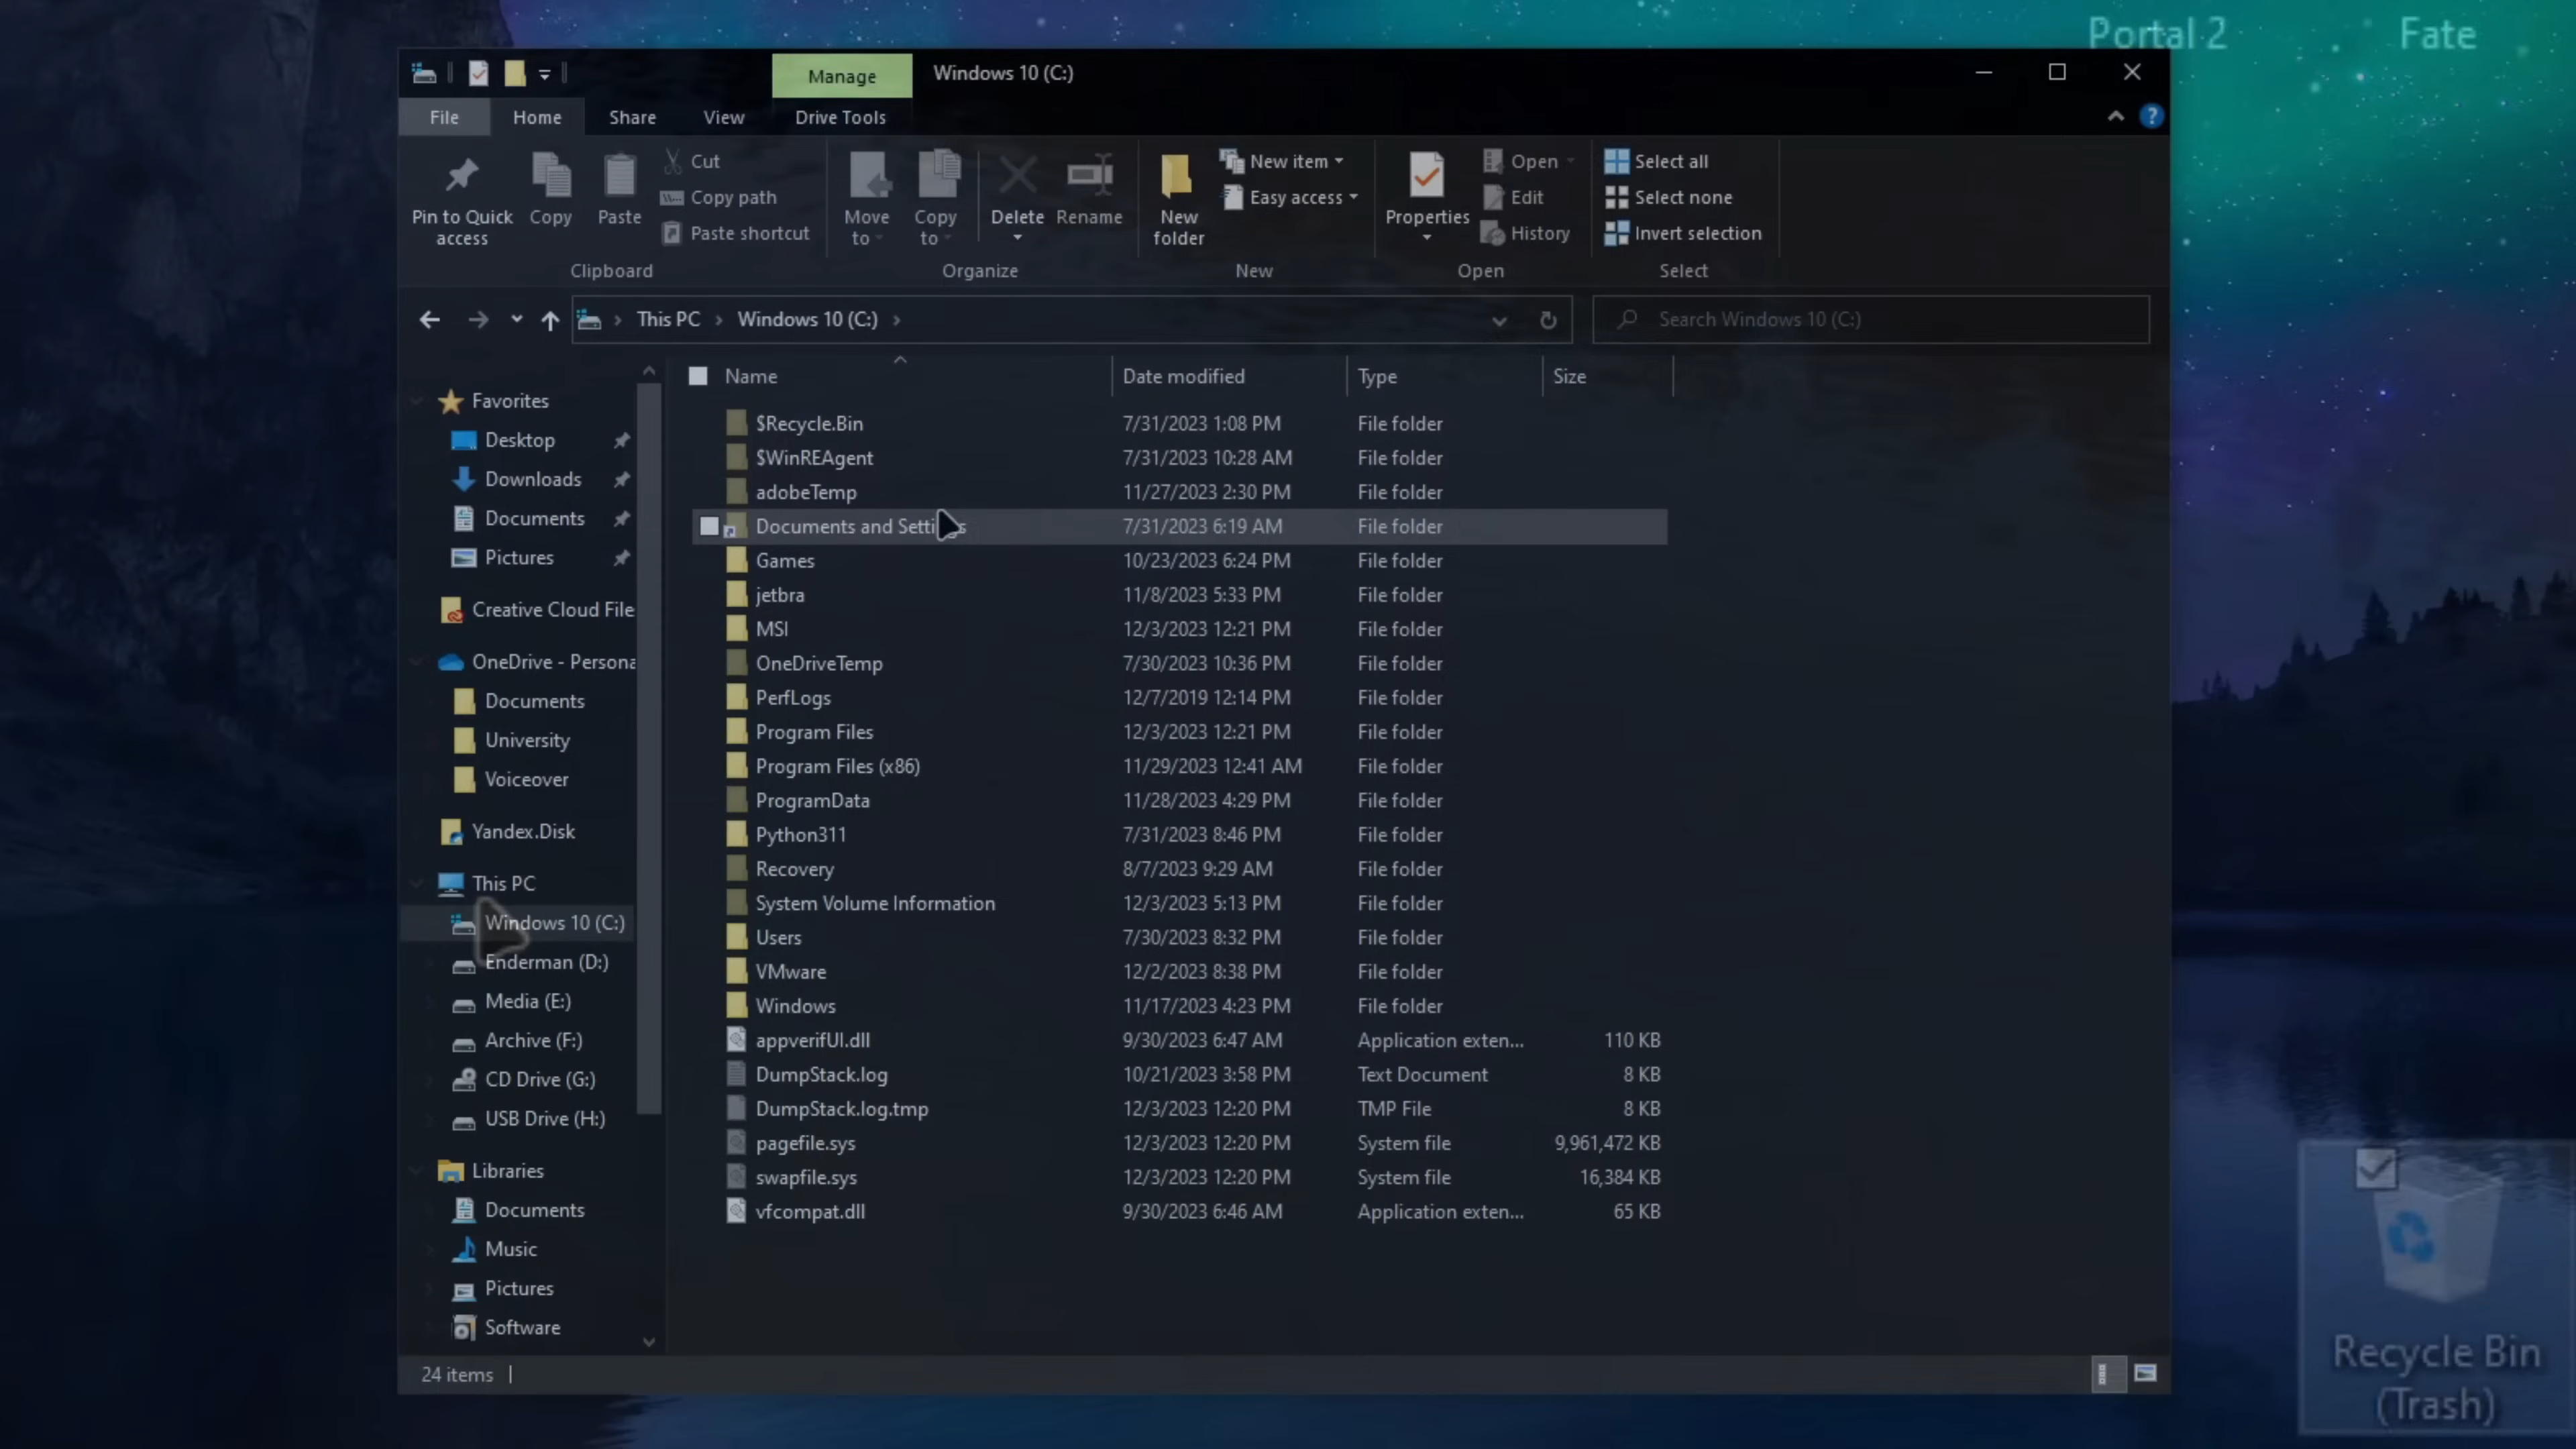 Portal 2
Fate
Manage
Windows 10 (C:)
File
Home
Share
View
Drive Tools
Pin to Quick access
Copy
Paste
Cut
Copy path
Paste shortcut
Clipboard
Move to
Copy to
Delete
Rename
Organize
New folder
New item
Easy access
New
Properties
Open
Edit
History
Open
Select all
Select none
Invert selection
Select
This PC
Windows 10 (C:)
Search Windows 10 (C:)
Favorites
Desktop
Downloads
Documents
Pictures
Creative Cloud File
OneDrive - Persona
Documents
University
Voiceover
Yandex.Disk
This PC
Windows 10 (C:)
Enderman (D:)
Media (E:)
Archive (F:)
CD Drive (G:)
USB Drive (H:)
Libraries
Documents
Music
Pictures
Software
Name Date modified Type Size
$Recycle.Bin 7/31/2023 1:08 PM File folder
$WinREAgent 7/31/2023 10:28 AM File folder
adobeTemp 11/27/2023 2:30 PM File folder
Documents and Settings 7/31/2023 6:19 AM File folder
Games 10/23/2023 6:24 PM File folder
jetbra 11/8/2023 5:33 PM File folder
MSI 12/3/2023 12:21 PM File folder
OneDriveTemp 7/30/2023 10:36 PM File folder
PerfLogs 12/7/2019 12:14 PM File folder
Program Files 12/3/2023 12:21 PM File folder
Program Files (x86) 11/29/2023 12:41 AM File folder
ProgramData 11/28/2023 4:29 PM File folder
Python311 7/31/2023 8:46 PM File folder
Recovery 8/7/2023 9:29 AM File folder
System Volume Information 12/3/2023 5:13 PM File folder
Users 7/30/2023 8:32 PM File folder
VMware 12/2/2023 8:38 PM File folder
Windows 11/17/2023 4:23 PM File folder
appverifUI.dll 9/30/2023 6:47 AM Application exten... 110 KB
DumpStack.log 10/21/2023 3:58 PM Text Document 8 KB
DumpStack.log.tmp 12/3/2023 12:20 PM TMP File 8 KB
pagefile.sys 12/3/2023 12:20 PM System file 9,961,472 KB
swapfile.sys 12/3/2023 12:20 PM System file 16,384 KB
vfcompat.dll 9/30/2023 6:46 AM Application exten... 65 KB
24 items
Recycle Bin
(Trash)